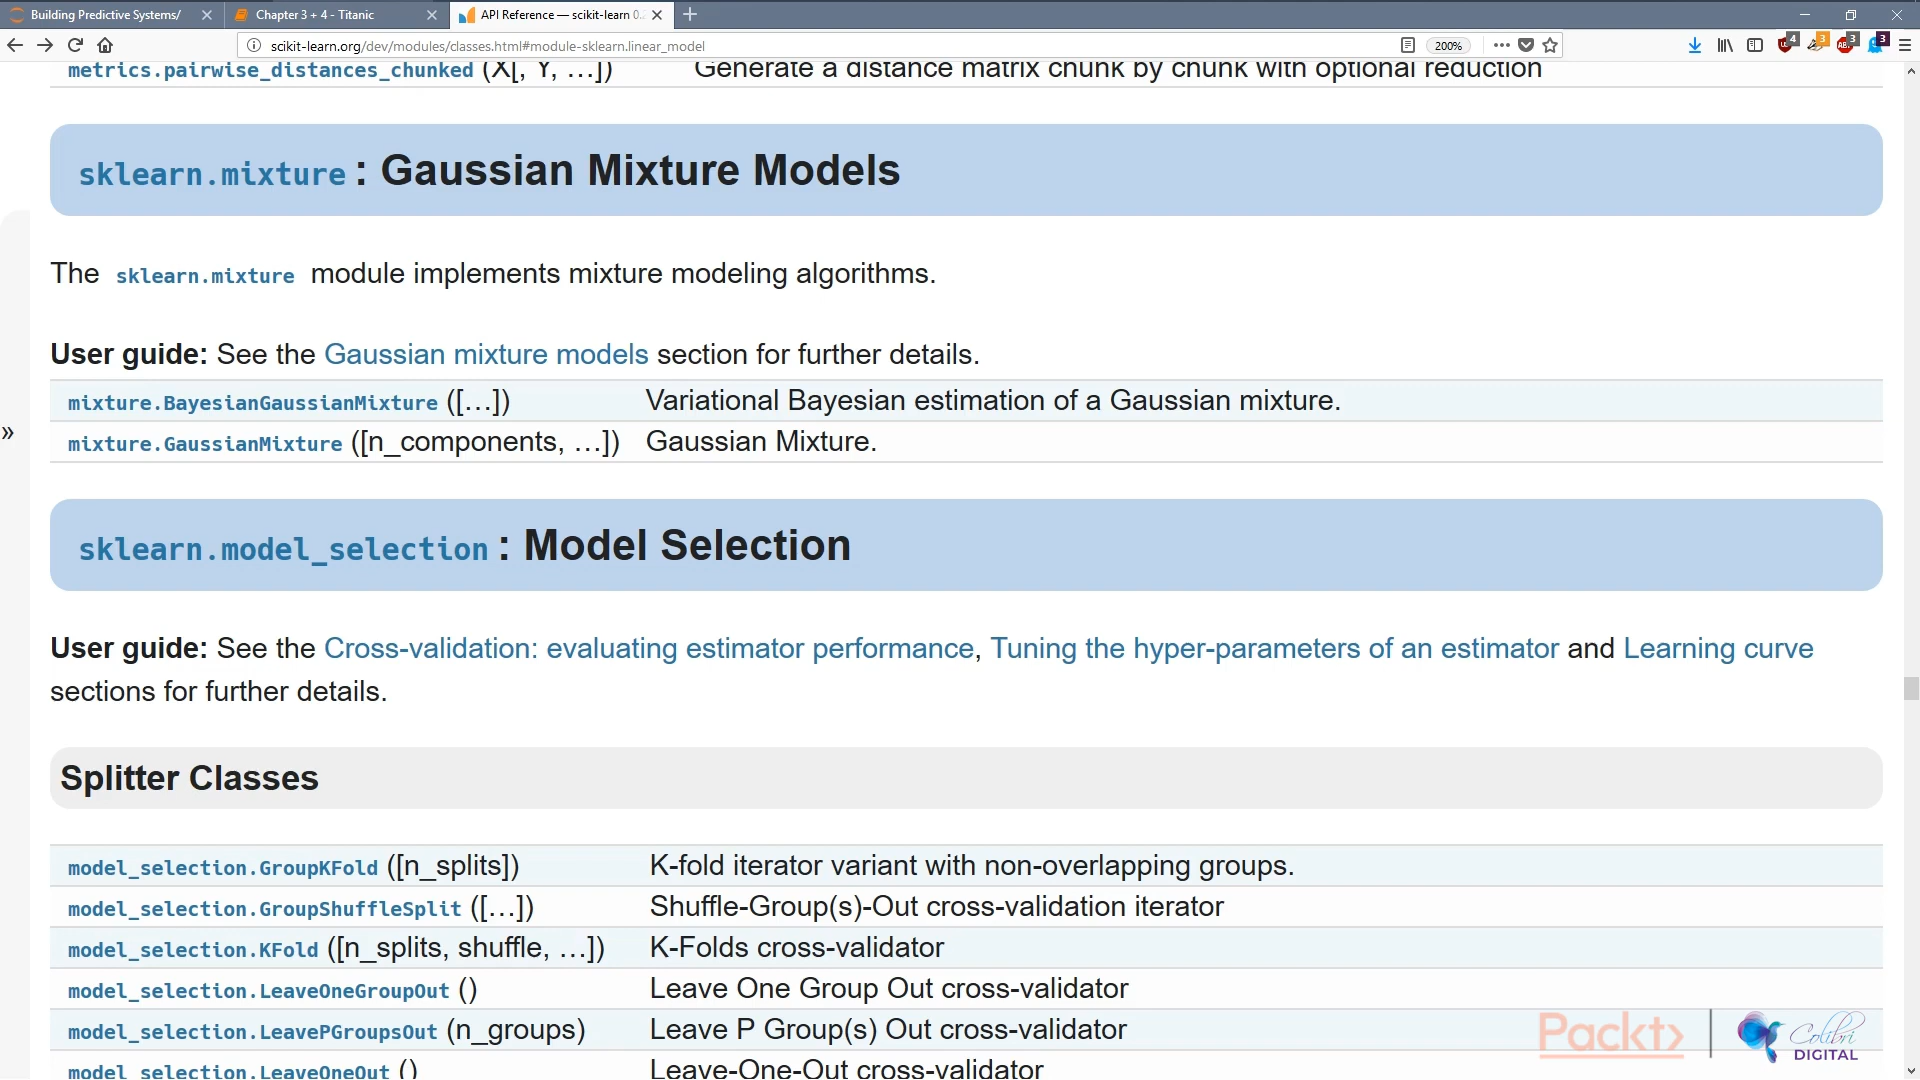 Building Predictive Systems/
Chapter 3 + 4 - Titanic
API Reference — scikit-learn 0.
scikit-learn.org/dev/modules/classes.html#module-sklearn.linear_model
200%
4
3
3
3
metrics.pairwise_distances_chunked (X[, Y, …]) Generate a distance matrix chunk by chunk with optional reduction
sklearn.mixture : Gaussian Mixture Models
The sklearn.mixture module implements mixture modeling algorithms.
User guide: See the Gaussian mixture models section for further details.
mixture.BayesianGaussianMixture ([…]) Variational Bayesian estimation of a Gaussian mixture.
mixture.GaussianMixture ([n_components, …]) Gaussian Mixture.
»
sklearn.model_selection : Model Selection
User guide: See the Cross-validation: evaluating estimator performance, Tuning the hyper-parameters of an estimator and Learning curve
sections for further details.
Splitter Classes
model_selection.GroupKFold ([n_splits]) K-fold iterator variant with non-overlapping groups.
model_selection.GroupShuffleSplit ([…]) Shuffle-Group(s)-Out cross-validation iterator
model_selection.KFold ([n_splits, shuffle, …]) K-Folds cross-validator
model_selection.LeaveOneGroupOut () Leave One Group Out cross-validator
model_selection.LeavePGroupsOut (n_groups) Leave P Group(s) Out cross-validator
model_selection.LeaveOneOut () Leave-One-Out cross-validator
Packt>
Colibri
DIGITAL